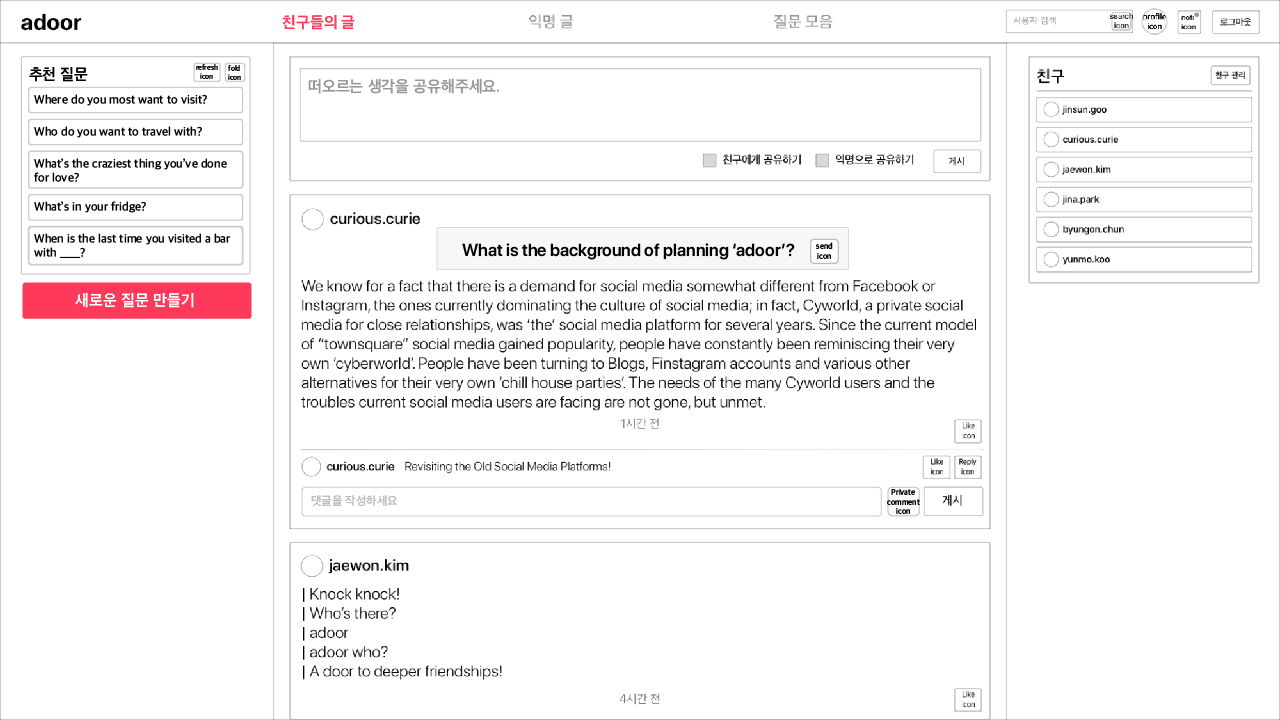 adoor
친구들의 글
익명 글
질문 모음
사용자 검색
search icon
profile icon
noti icon
로그아웃
추천 질문
refresh icon
fold icon
Where do you most want to visit?
Who do you want to travel with?
What's the craziest thing you've done
for love?
What's in your fridge?
When is the last time you visited a bar
with ____?
새로운 질문 만들기
떠오르는 생각을 공유해주세요.
친구에게 공유하기
익명으로 공유하기
게시
curious.curie
What is the background of planning ‘adoor’?
send icon
We know for a fact that there is a demand for social media somewhat different from Facebook or
Instagram, the ones currently dominating the culture of social media; in fact, Cyworld, a private social
media for close relationships, was ‘the‘ social media platform for several years. Since the current model
of “townsquare” social media gained popularity, people have constantly been reminiscing their very
own ‘cyberworld’. People have been turning to Blogs, Finstagram accounts and various other
alternatives for their very own ’chill house parties’. The needs of the many Cyworld users and the
troubles current social media users are facing are not gone, but unmet.
1시간 전
Like icon
curious.curie Revisiting the Old Social Media Platforms!
Like icon
Reply icon
댓글을 작성하세요
Private comment icon
게시
jaewon.kim
| Knock knock!
| Who’s there?
| adoor
| adoor who?
| A door to deeper friendships!
4시간 전
Like icon
친구
친구 관리
jinsun.goo
curious.curie
jaewon.kim
jina.park
byungon.chun
yunmo.koo